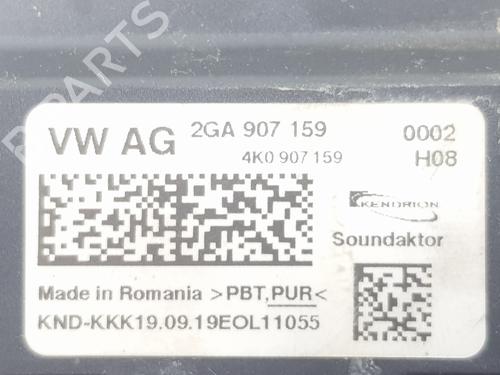 B-PARTS
VW AG 2GA 907 159 0002
4K0 907 159 H08
KENDRION
Soundaktor
Made in Romania >PBT,PUR<
KND-KKK19.09.19EOL11055